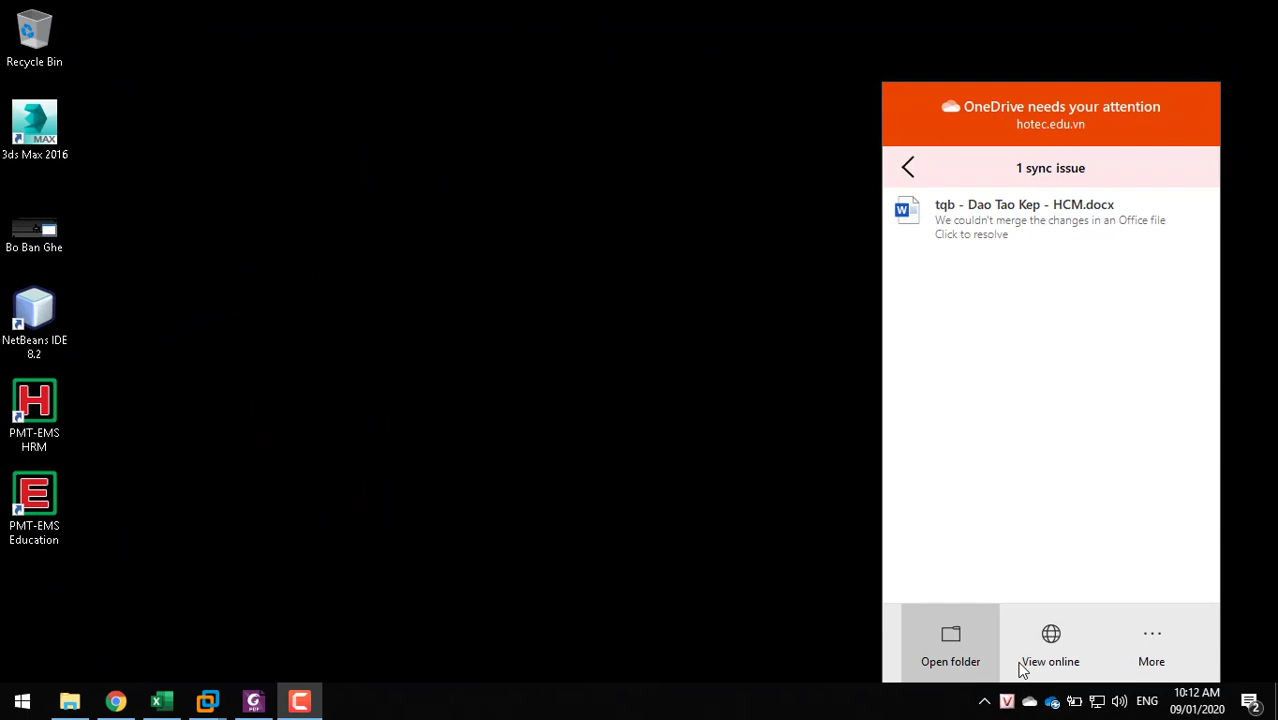 Recycle Bin
MAX
3ds Max 2016
Bo Ban Ghe
NetBeans IDE
8.2
H
PMT-EMS
HRM
E
PMT-EMS
Education
OneDrive needs your attention
hotec.edu.vn
1 sync issue
W
tqb - Dao Tao Kep - HCM.docx
We couldn't merge the changes in an Office file
Click to resolve
Open folder
View online
More
PDF
V
ENG
10:12 AM
09/01/2020
2